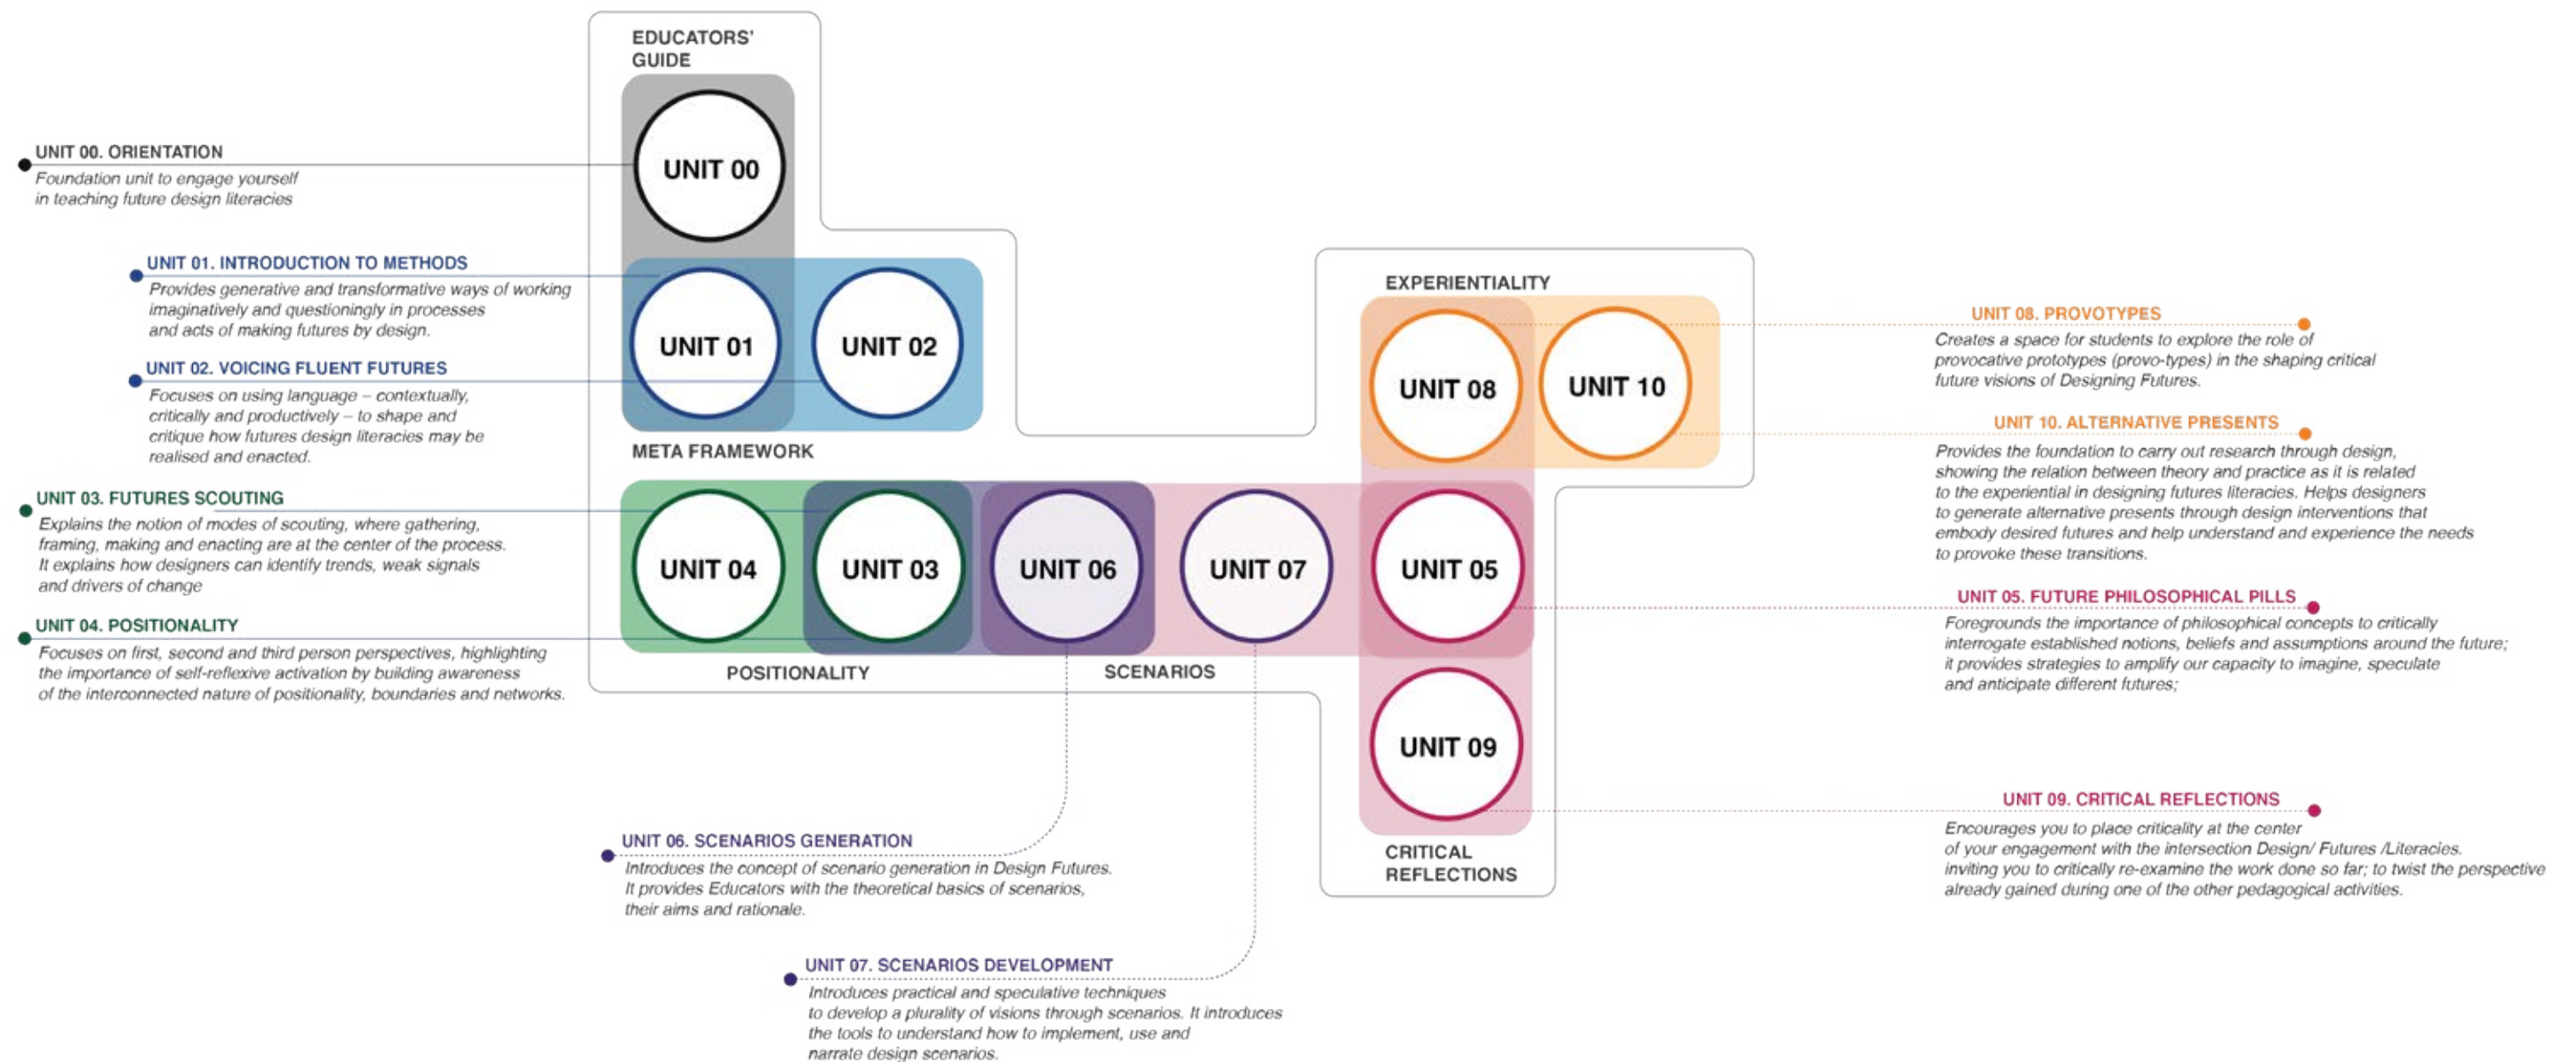 EDUCATORS'
GUIDE
UNIT 00
UNIT 00. ORIENTATION
Foundation unit to engage yourself
in teaching future design literacies
UNIT 01. INTRODUCTION TO METHODS
Provides generative and transformative ways of working
imaginatively and questioningly in processes
and acts of making futures by design.
UNIT 02. VOICING FLUENT FUTURES
Focuses on using language – contextually,
critically and productively – to shape and
critique how futures design literacies may be
realised and enacted.
UNIT 01
UNIT 02
META FRAMEWORK
UNIT 03. FUTURES SCOUTING
Explains the notion of modes of scouting, where gathering,
framing, making and enacting are at the center of the process.
It explains how designers can identify trends, weak signals
and drivers of change
UNIT 04. POSITIONALITY
Focuses on first, second and third person perspectives, highlighting
the importance of self-reflexive activation by building awareness
of the interconnected nature of positionality, boundaries and networks.
UNIT 04
UNIT 03
UNIT 06
UNIT 07
UNIT 05
POSITIONALITY
SCENARIOS
EXPERIENTIALITY
UNIT 08
UNIT 10
UNIT 09
CRITICAL
REFLECTIONS
UNIT 08. PROVOTYPES
Creates a space for students to explore the role of
provocative prototypes (provo-types) in the shaping critical
future visions of Designing Futures.
UNIT 10. ALTERNATIVE PRESENTS
Provides the foundation to carry out research through design,
showing the relation between theory and practice as it is related
to the experiential in designing futures literacies. Helps designers
to generate alternative presents through design interventions that
embody desired futures and help understand and experience the needs
to provoke these transitions.
UNIT 05. FUTURE PHILOSOPHICAL PILLS
Foregrounds the importance of philosophical concepts to critically
interrogate established notions, beliefs and assumptions around the future;
it provides strategies to amplify our capacity to imagine, speculate
and anticipate different futures;
UNIT 09. CRITICAL REFLECTIONS
Encourages you to place criticality at the center
of your engagement with the intersection Design/ Futures /Literacies.
inviting you to critically re-examine the work done so far; to twist the perspective
already gained during one of the other pedagogical activities.
UNIT 06. SCENARIOS GENERATION
Introduces the concept of scenario generation in Design Futures.
It provides Educators with the theoretical basics of scenarios,
their aims and rationale.
UNIT 07. SCENARIOS DEVELOPMENT
Introduces practical and speculative techniques
to develop a plurality of visions through scenarios. It introduces
the tools to understand how to implement, use and
narrate design scenarios.